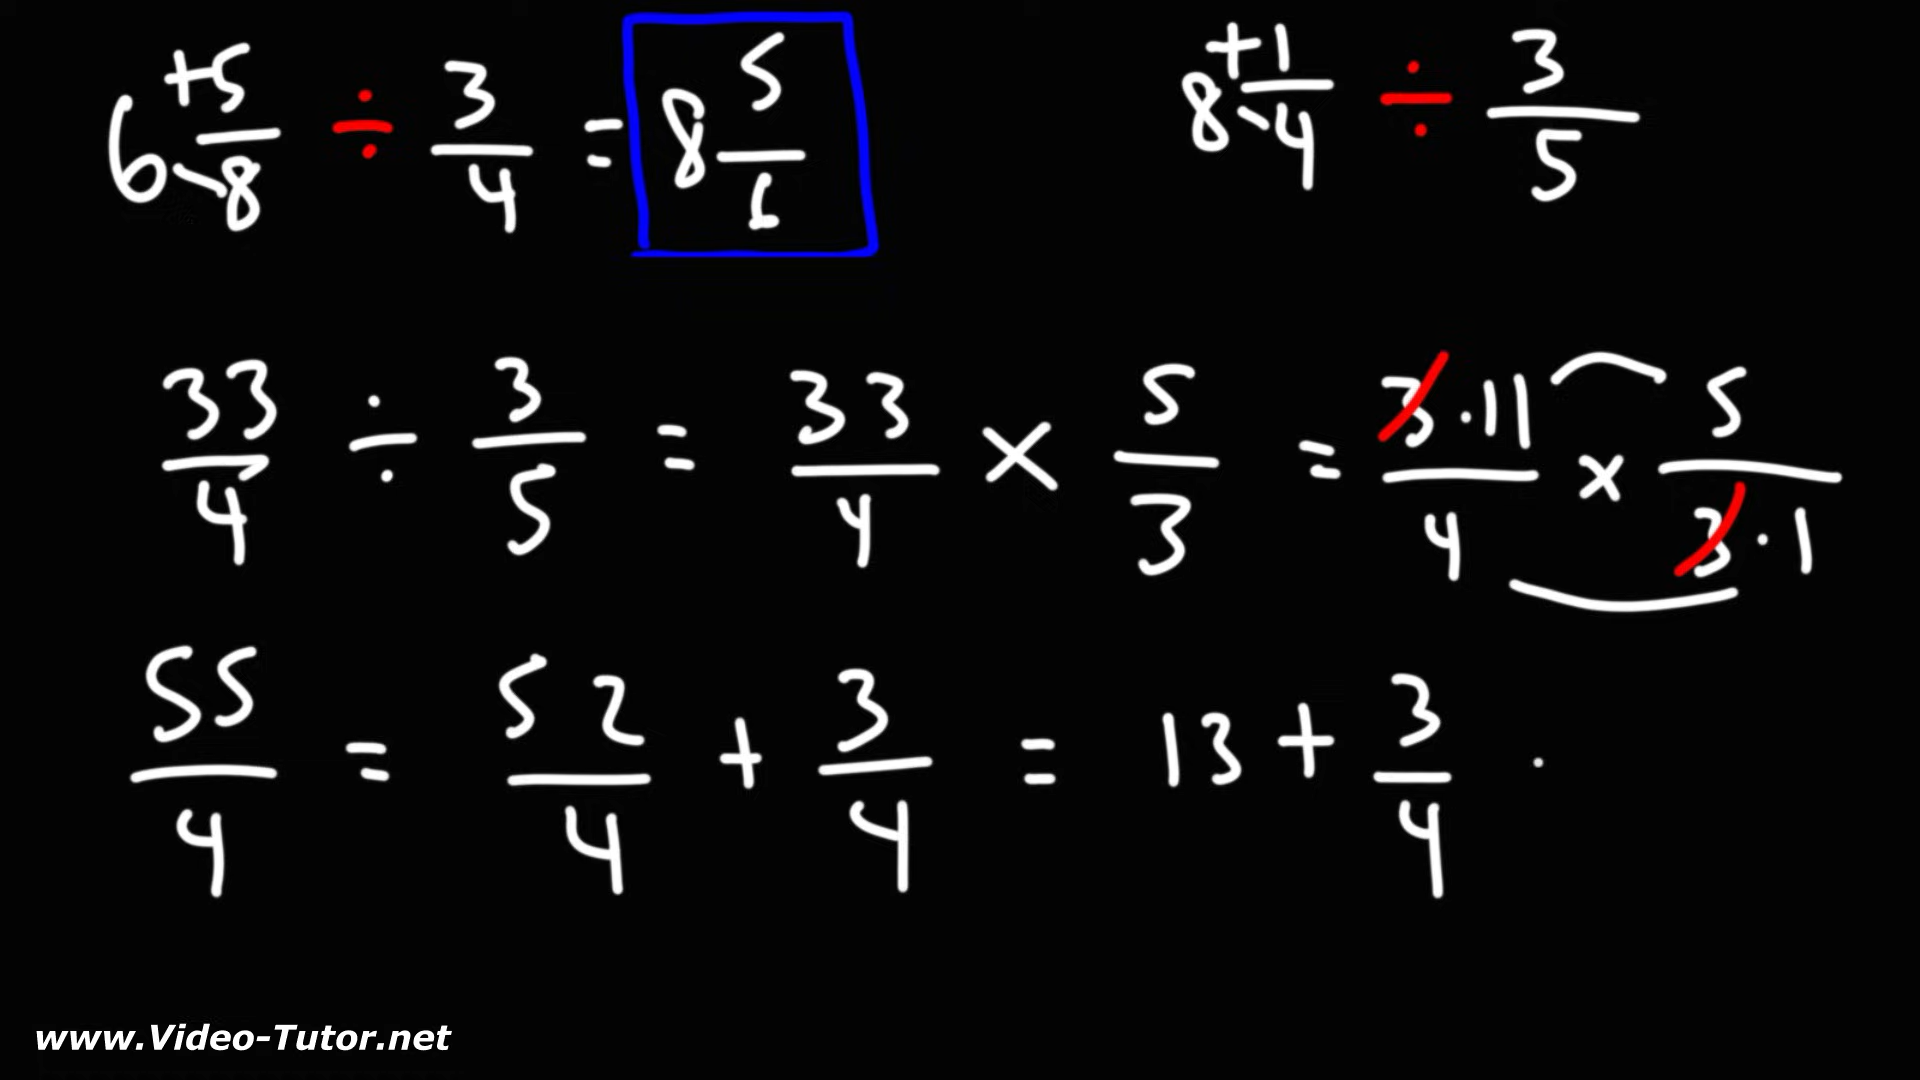 6 +5/8 ÷ 3/4 = 8 5/6
8 +1/4 ÷ 3/5
33/4 ÷ 3/5 = 33/4 × 5/3 = 3·11/4 × 5/3·1
55/4 = 52/4 + 3/4 = 13 + 3/4 .
www.Video-Tutor.net